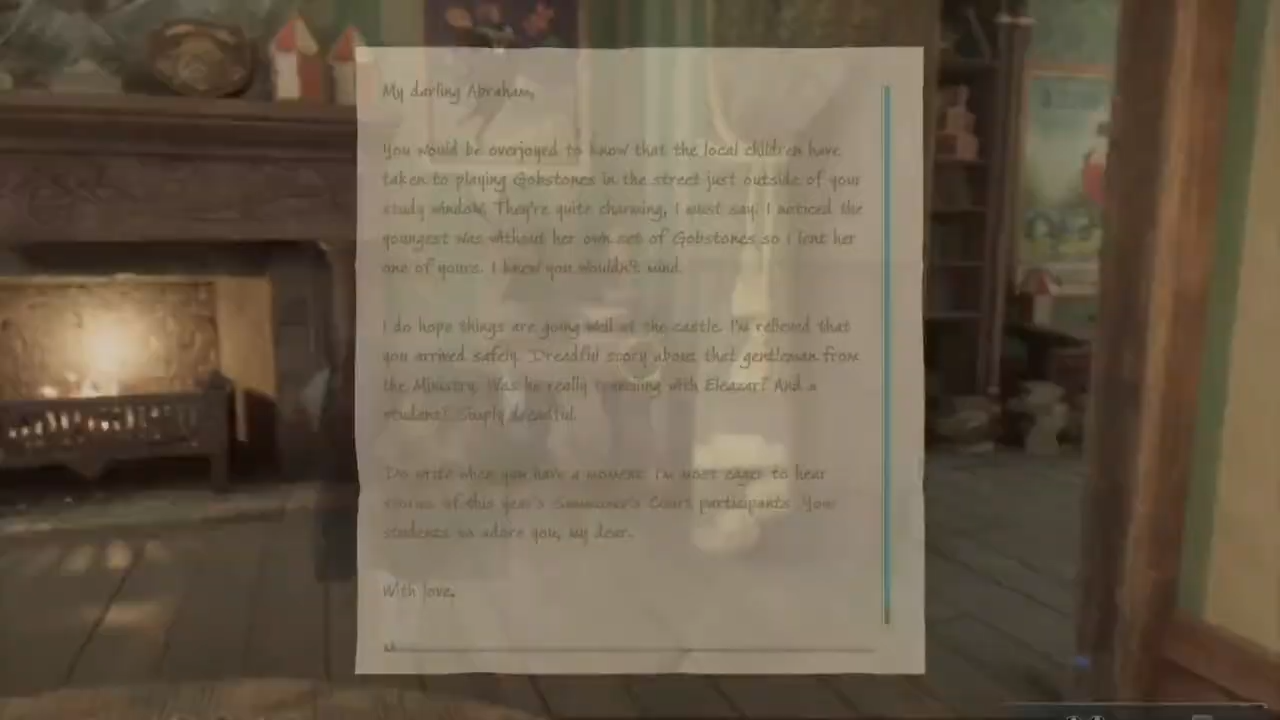 My darling Abraham,
You would be overjoyed to know that the local children have
taken to playing Gobstones in the street just outside of your
study window. They're quite charming, I must say. I noticed the
youngest was without her own set of Gobstones so I lent her
one of yours. I knew you wouldn't mind.
I do hope things are going well at the castle. I'm relieved that
you arrived safely. Dreadful story about that gentleman from
the Ministry. Was he really travelling with Eleazar? And a
student! Simply dreadful.
Do write when you have a moment. I'm most eager to hear
stories of this year's Summoner's Court participants. Your
students so adore you, my dear.
With love,